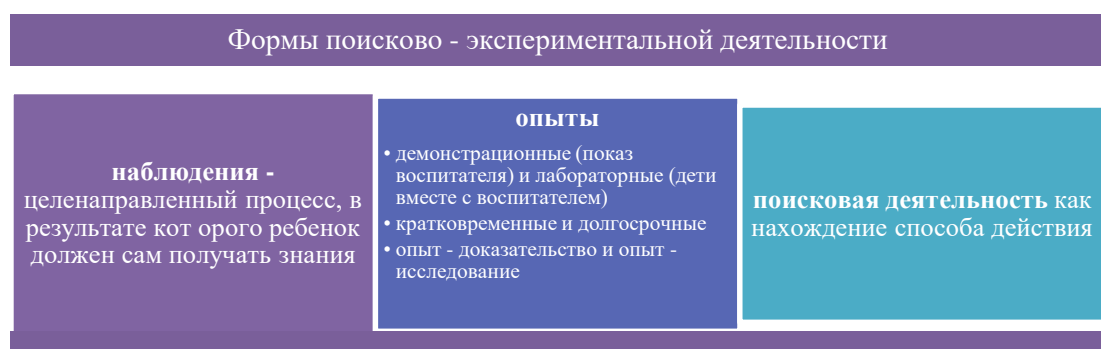 Формы поисково - экспериментальной деятельности
наблюдения -
целенаправленный процесс, в
результате кот орого ребенок
должен сам получать знания
опыты
• демонстрационные (показ
воспитателя) и лабораторные (дети
вместе с воспитателем)
• кратковременные и долгосрочные
• опыт - доказательство и опыт -
исследование
поисковая деятельность как
нахождение способа действия